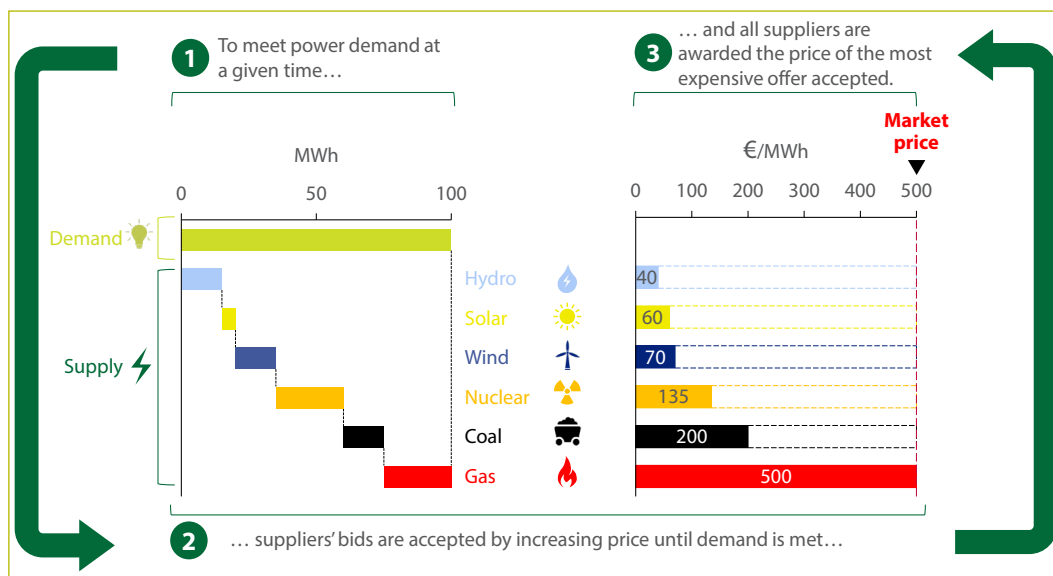 1
To meet power demand at
a given time…
3
… and all suppliers are
awarded the price of the most
expensive offer accepted.
Market
price
MWh
€/MWh
0 50 100
0 100 200 300 400 500
Demand
Supply
Hydro
40
Solar
60
Wind
70
Nuclear
135
Coal
200
Gas
500
2
… suppliers’ bids are accepted by increasing price until demand is met…